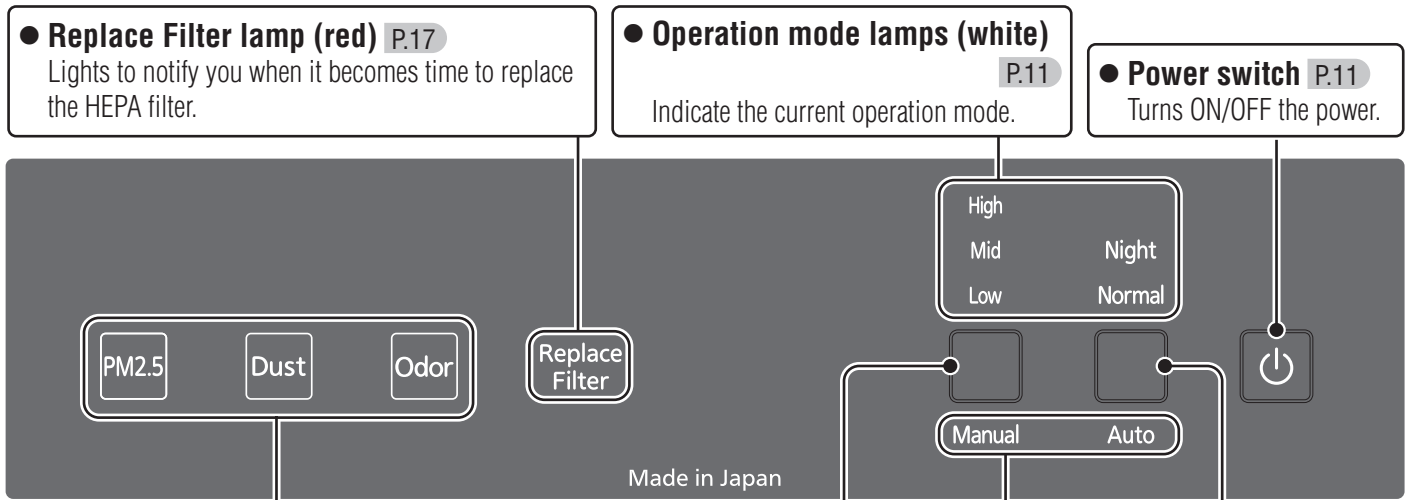 ● Replace Filter lamp (red) P.17
Lights to notify you when it becomes time to replace
the HEPA filter.
● Operation mode lamps (white)
P.11
Indicate the current operation mode.
● Power switch P.11
Turns ON/OFF the power.
High
Mid Night
Low Normal
PM2.5 Dust Odor
Replace
Filter
Manual Auto
Made in Japan